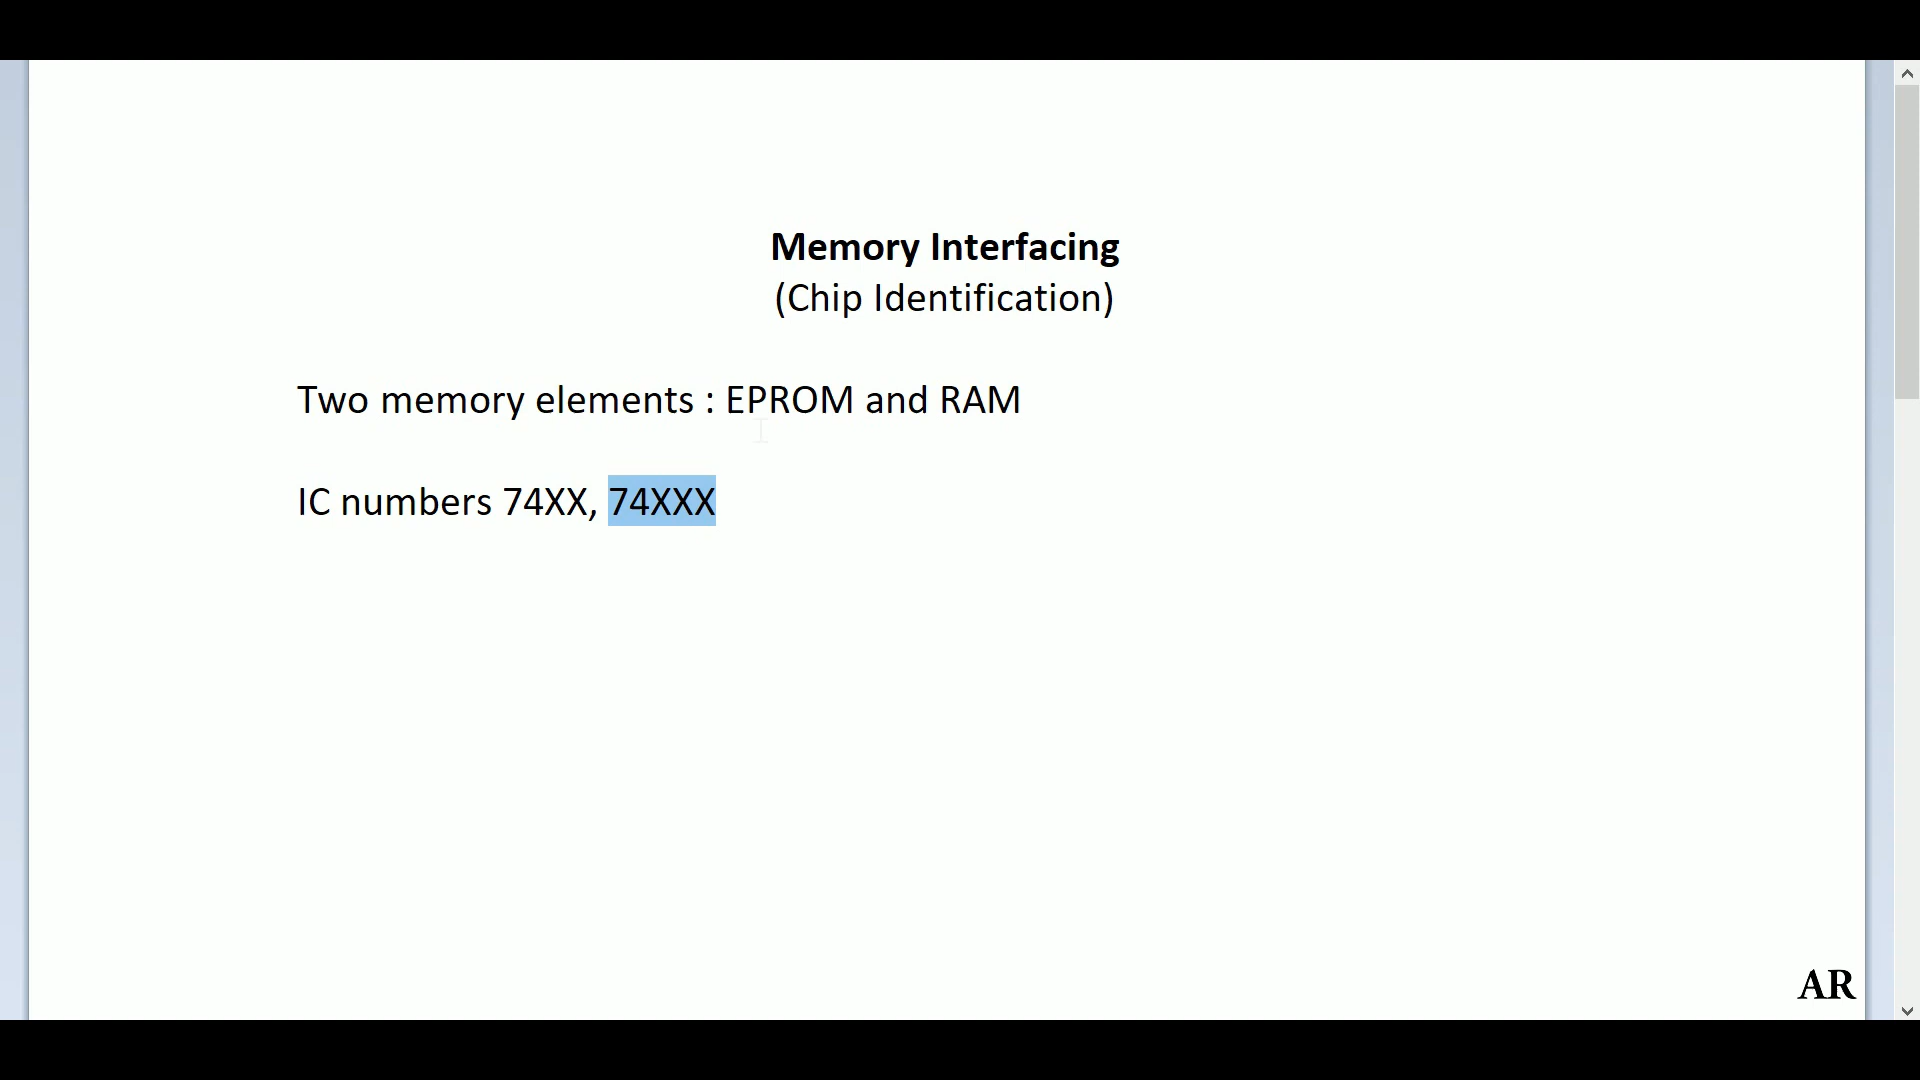 Memory Interfacing
(Chip Identification)
Two memory elements : EPROM and RAM
IC numbers 74XX, 74XXX
AR